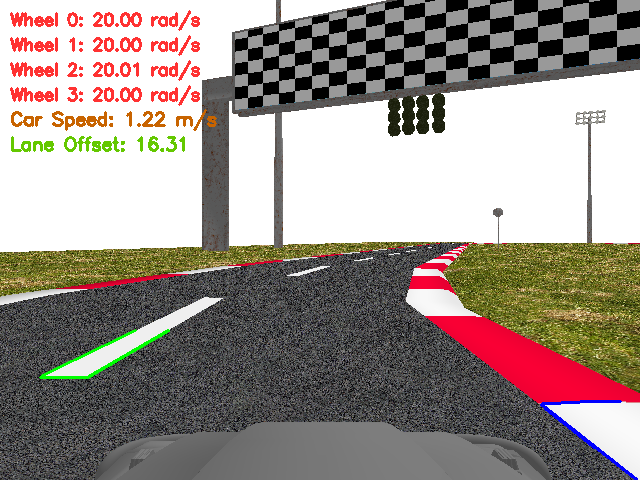 Wheel 0: 20.00 rad/s
Wheel 1: 20.00 rad/s
Wheel 2: 20.01 rad/s
Wheel 3: 20.00 rad/s
Car Speed: 1.22 m/s
Lane Offset: 16.31